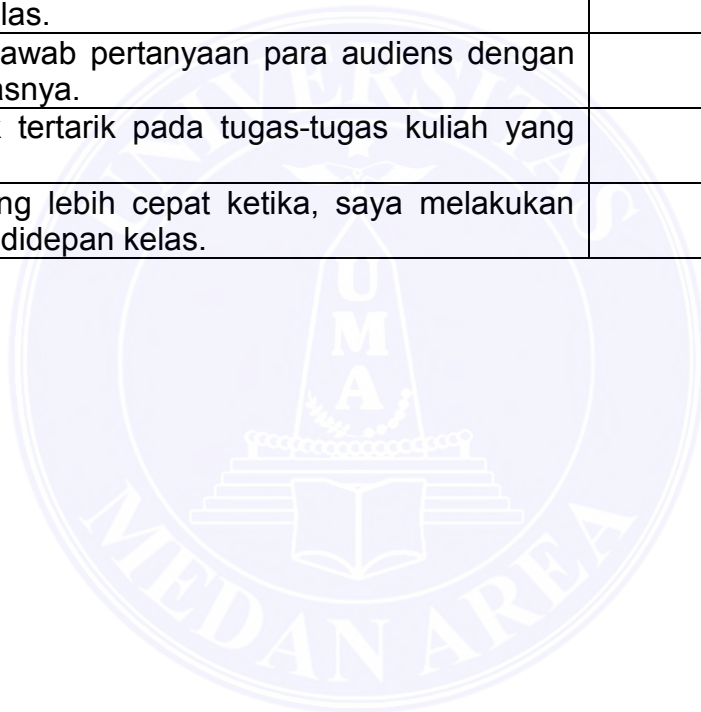 las.
awab pertanyaan para audiens dengan
asnya.
tertarik pada tugas-tugas kuliah yang
ng lebih cepat ketika, saya melakukan
didepan kelas.
UNIVERSITAS
UMA
MEDAN AREA